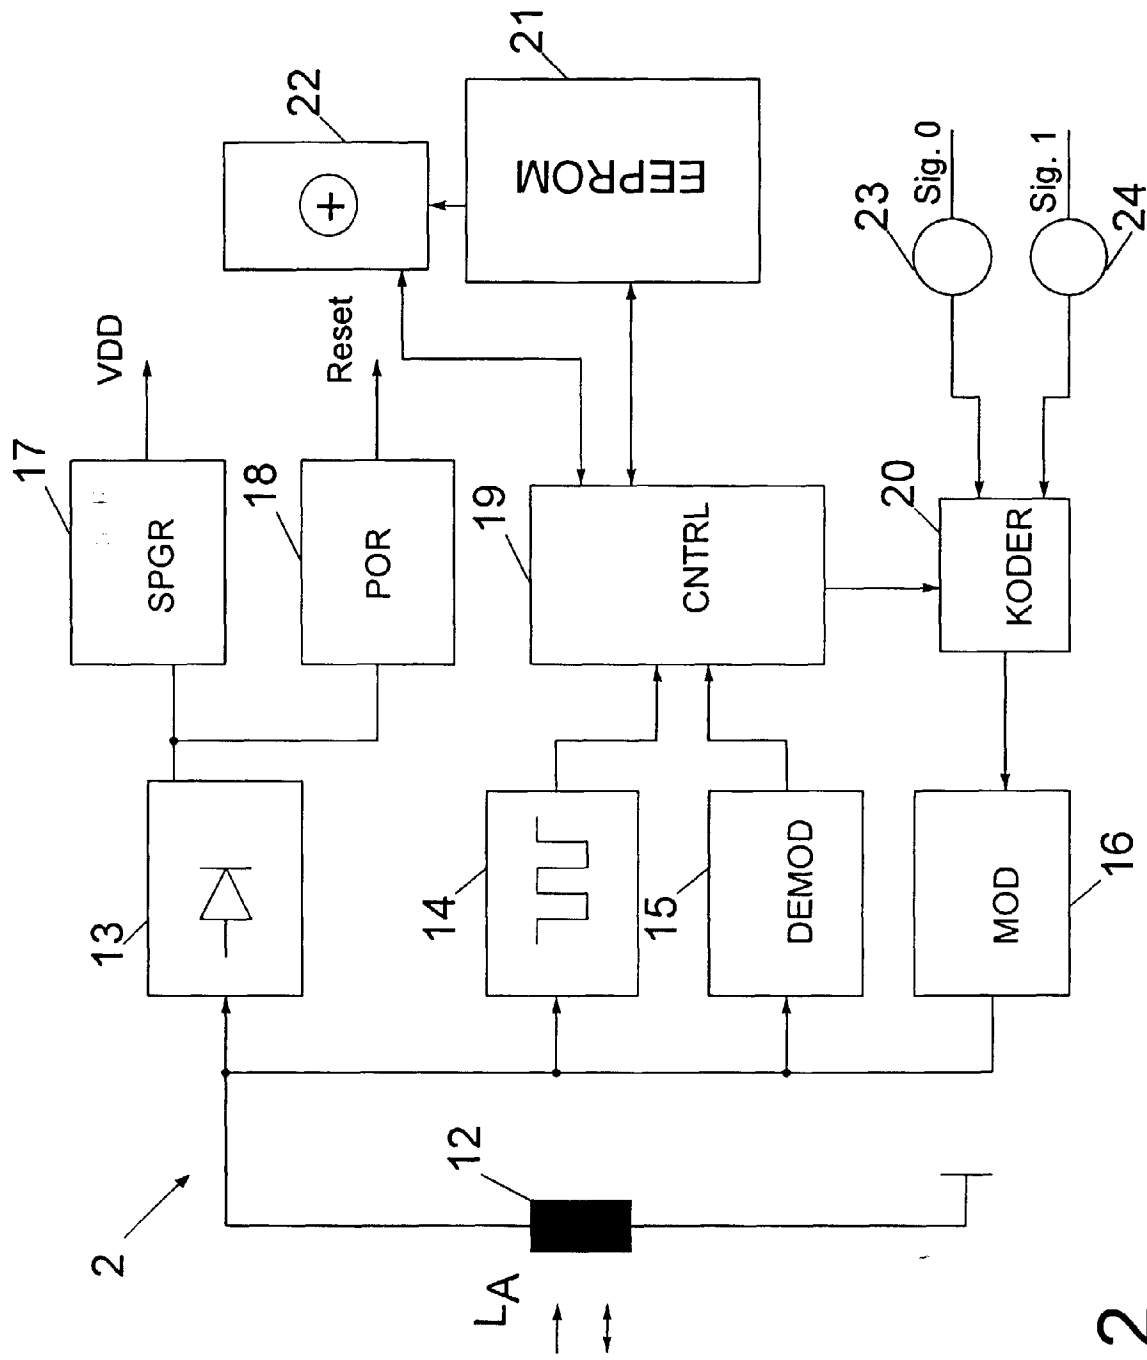 2
12
LA
13
14
15
DEMOD
16
MOD
17
SPGR
VDD
18
POR
Reset
19
CNTRL
20
KODER
21
EEPROM
22
23
Sig. 0
24
Sig. 1
2